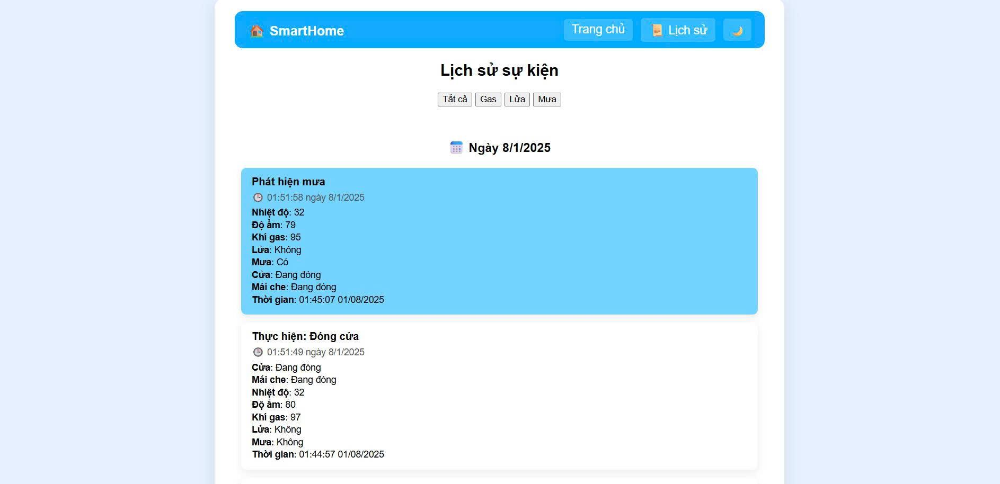 SmartHome
Trang chủ
Lịch sử
Lịch sử sự kiện
Tất cả Gas Lửa Mưa
Ngày 8/1/2025
Phát hiện mưa
01:51:58 ngày 8/1/2025
Nhiệt độ: 32
Độ ẩm: 79
Khí gas: 95
Lửa: Không
Mưa: Có
Cửa: Đang đóng
Mái che: Đang đóng
Thời gian: 01:45:07 01/08/2025
Thực hiện: Đóng cửa
01:51:49 ngày 8/1/2025
Cửa: Đang đóng
Mái che: Đang đóng
Nhiệt độ: 32
Độ ẩm: 80
Khí gas: 97
Lửa: Không
Mưa: Không
Thời gian: 01:44:57 01/08/2025